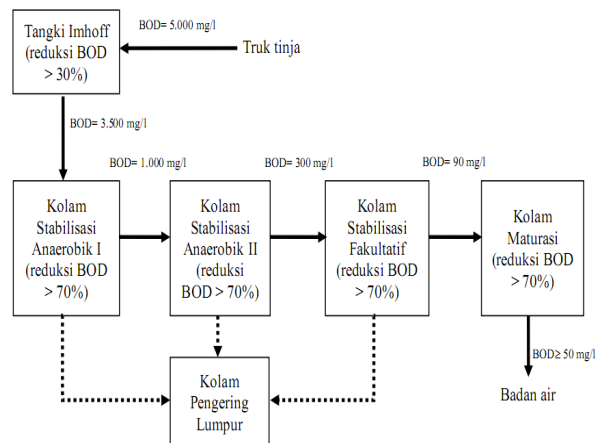 Tangki Imhoff
(reduksi BOD
> 30%)
BOD= 5.000 mg/l
Truk tinja
BOD= 3.500 mg/l
BOD= 1.000 mg/l
BOD= 300 mg/l
BOD= 90 mg/l
Kolam
Stabilisasi
Anaerobik I
(reduksi BOD
> 70%)
Kolam
Stabilisasi
Anaerobik II
(reduksi
BOD > 70%)
Kolam
Stabilisasi
Fakultatif
(reduksi BOD
> 70%)
Kolam
Maturasi
(reduksi BOD
> 70%)
BOD≥ 50 mg/l
Badan air
Kolam
Pengering
Lumpur